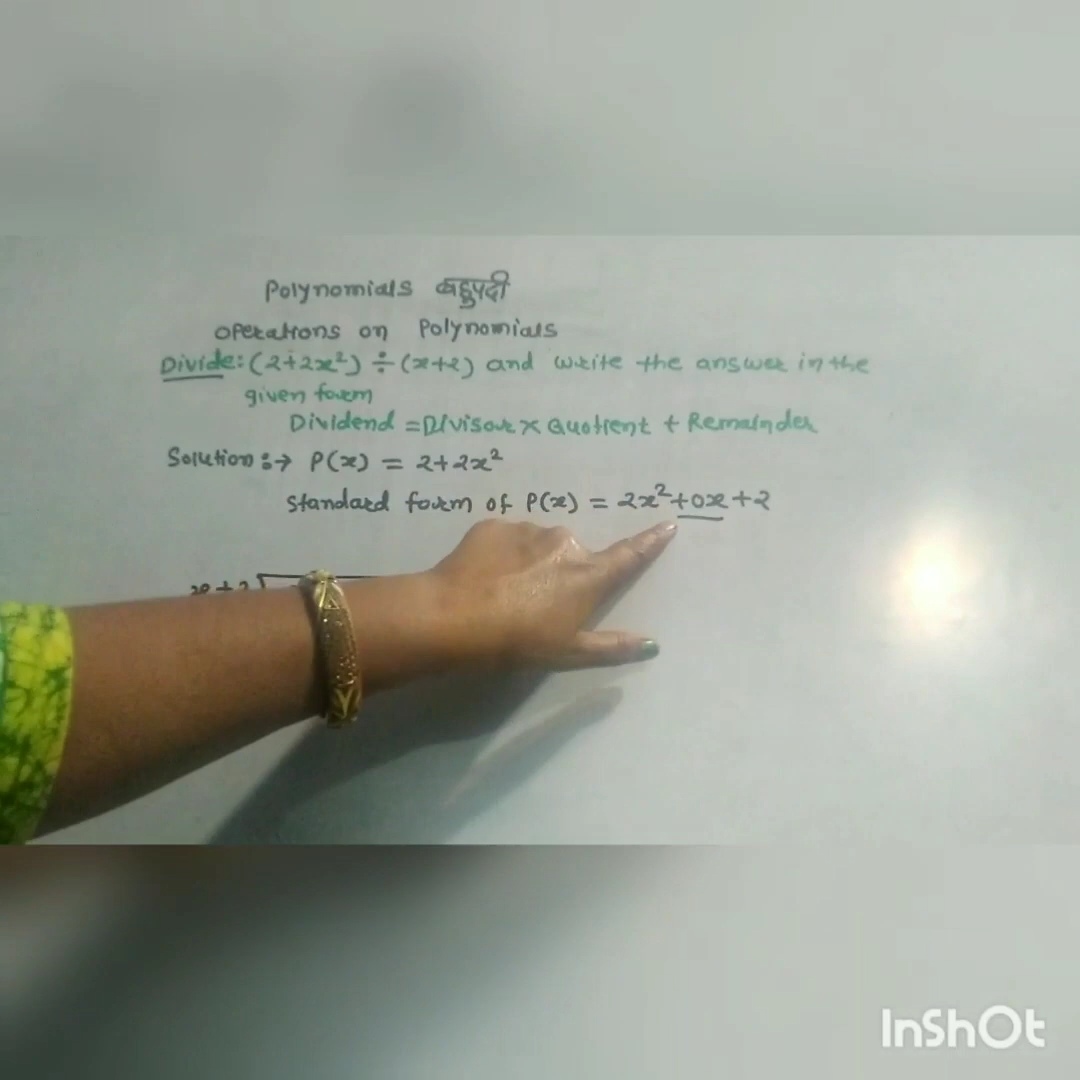 Polynomials बहुपदी
Operations on Polynomials
Divide: (2+2x²) ÷ (x+2) and write the answer in the
given form
Dividend = Divisor × Quotient + Remainder
Solution :→ P(x) = 2+2x²
Standard form of P(x) = 2x²+0x+2
x+2
InShOt